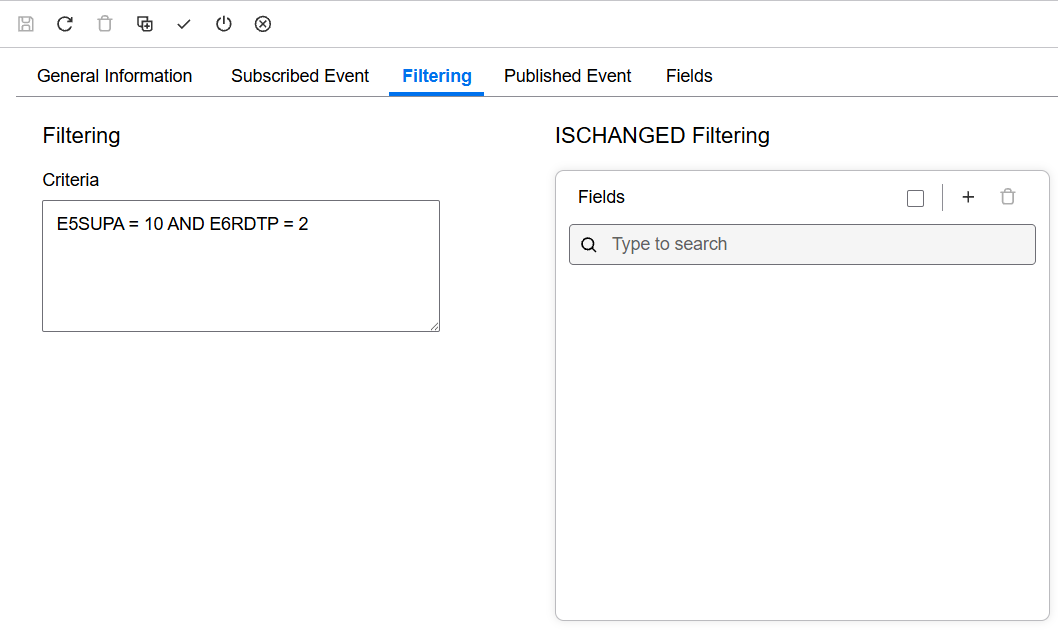 General Information Subscribed Event Filtering Published Event Fields
Filtering
Criteria
E5SUPA = 10 AND E6RDTP = 2
ISCHANGED Filtering
Fields
Type to search